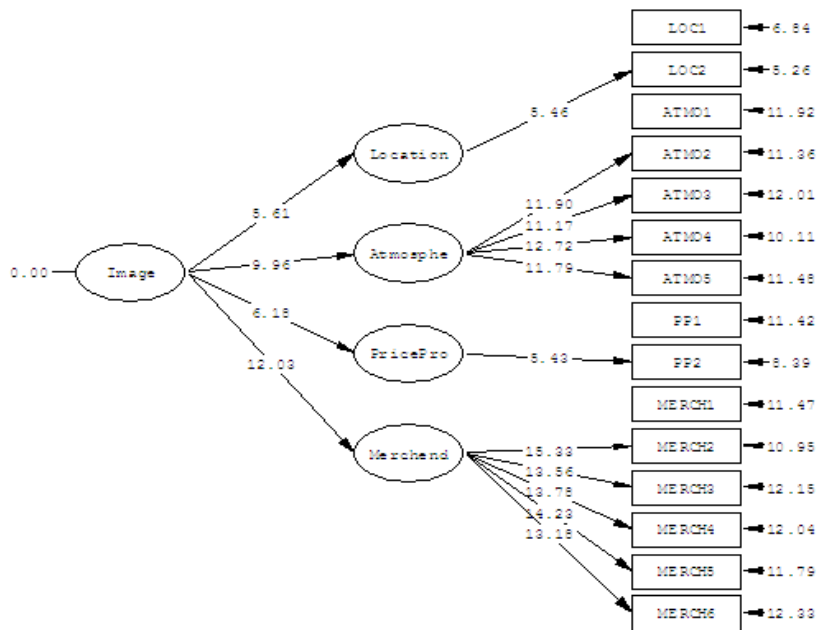 LOC1 6.84
LOC2 5.26
5.46
ATMO1 11.92
Location
ATMO2 11.36
ATMO3 12.01
11.90
5.61
11.17
ATMO4 10.11
12.72
Atmosphe
9.96
11.79
0.00 Image
ATMO5 11.48
6.18
PP1 11.42
PricePro
5.43
PP2 8.39
12.03
MERCH1 11.47
MERCH2 10.95
15.33
Merchend
13.56
MERCH3 12.15
13.78
14.23
MERCH4 12.04
13.18
MERCH5 11.79
MERCH6 12.33